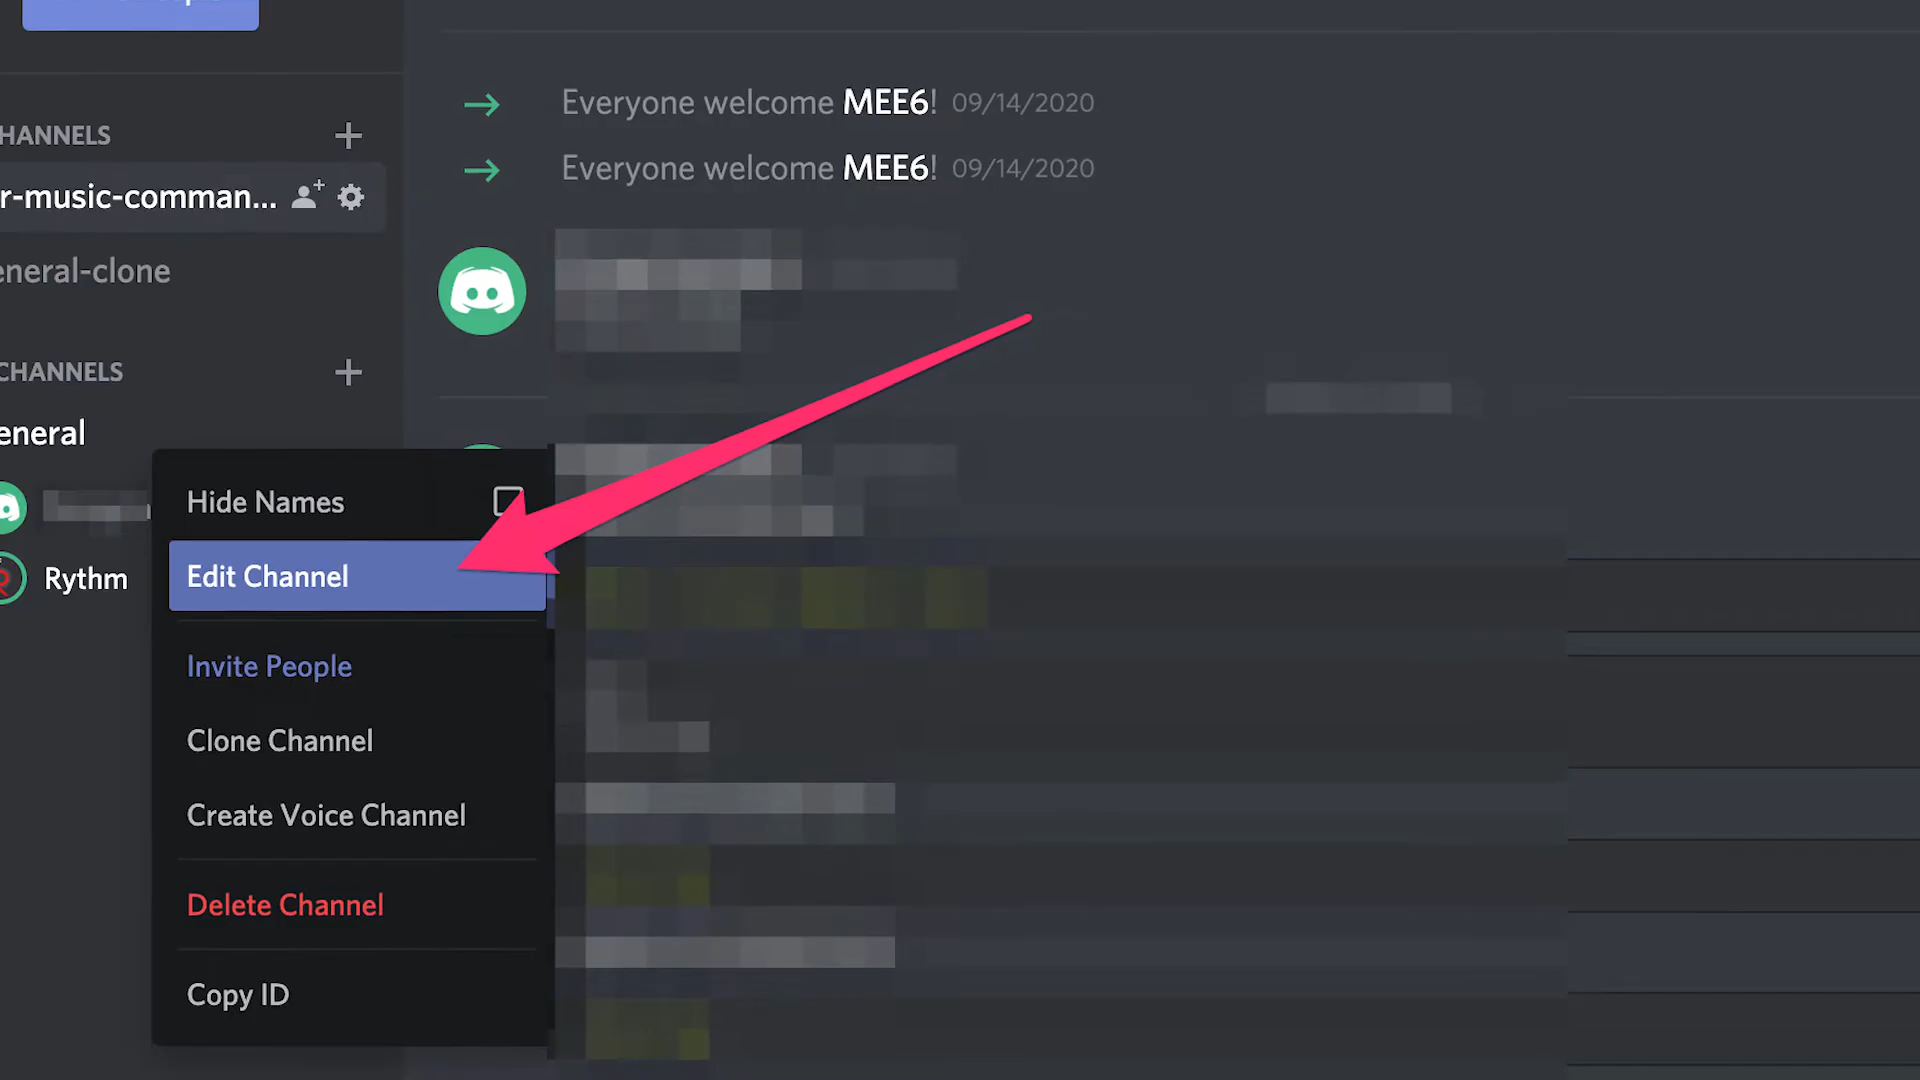 HANNELS
r-music-comman...
eneral-clone
CHANNELS
eneral
Rythm
Everyone welcome MEE6! 09/14/2020
Everyone welcome MEE6! 09/14/2020
Hide Names
Edit Channel
Invite People
Clone Channel
Create Voice Channel
Delete Channel
Copy ID